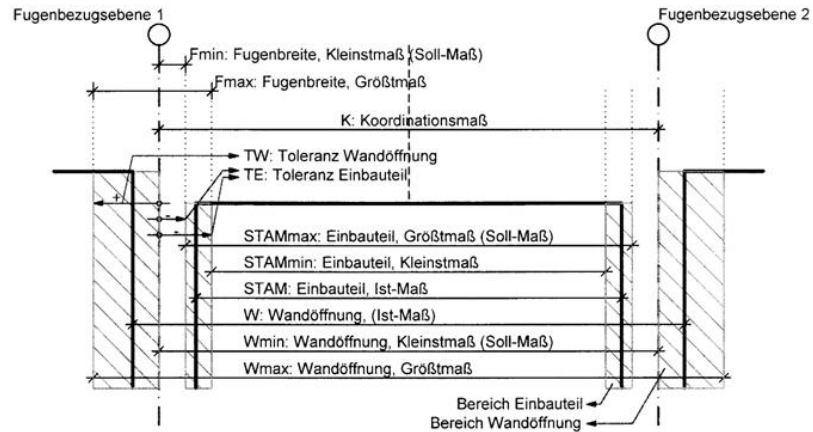 Fugenbezugsebene 1
Fugenbezugsebene 2
Fmin: Fugenbreite, Kleinstmaß (Soll-Maß)
Fmax: Fugenbreite, Größtmaß
K: Koordinationsmaß
TW: Toleranz Wandöffnung
TE: Toleranz Einbauteil
+
-
-
STAMmax: Einbauteil, Größtmaß (Soll-Maß)
STAMmin: Einbauteil, Kleinstmaß
STAM: Einbauteil, Ist-Maß
W: Wandöffnung, (Ist-Maß)
Wmin: Wandöffnung, Kleinstmaß (Soll-Maß)
Wmax: Wandöffnung, Größtmaß
Bereich Einbauteil
Bereich Wandöffnung